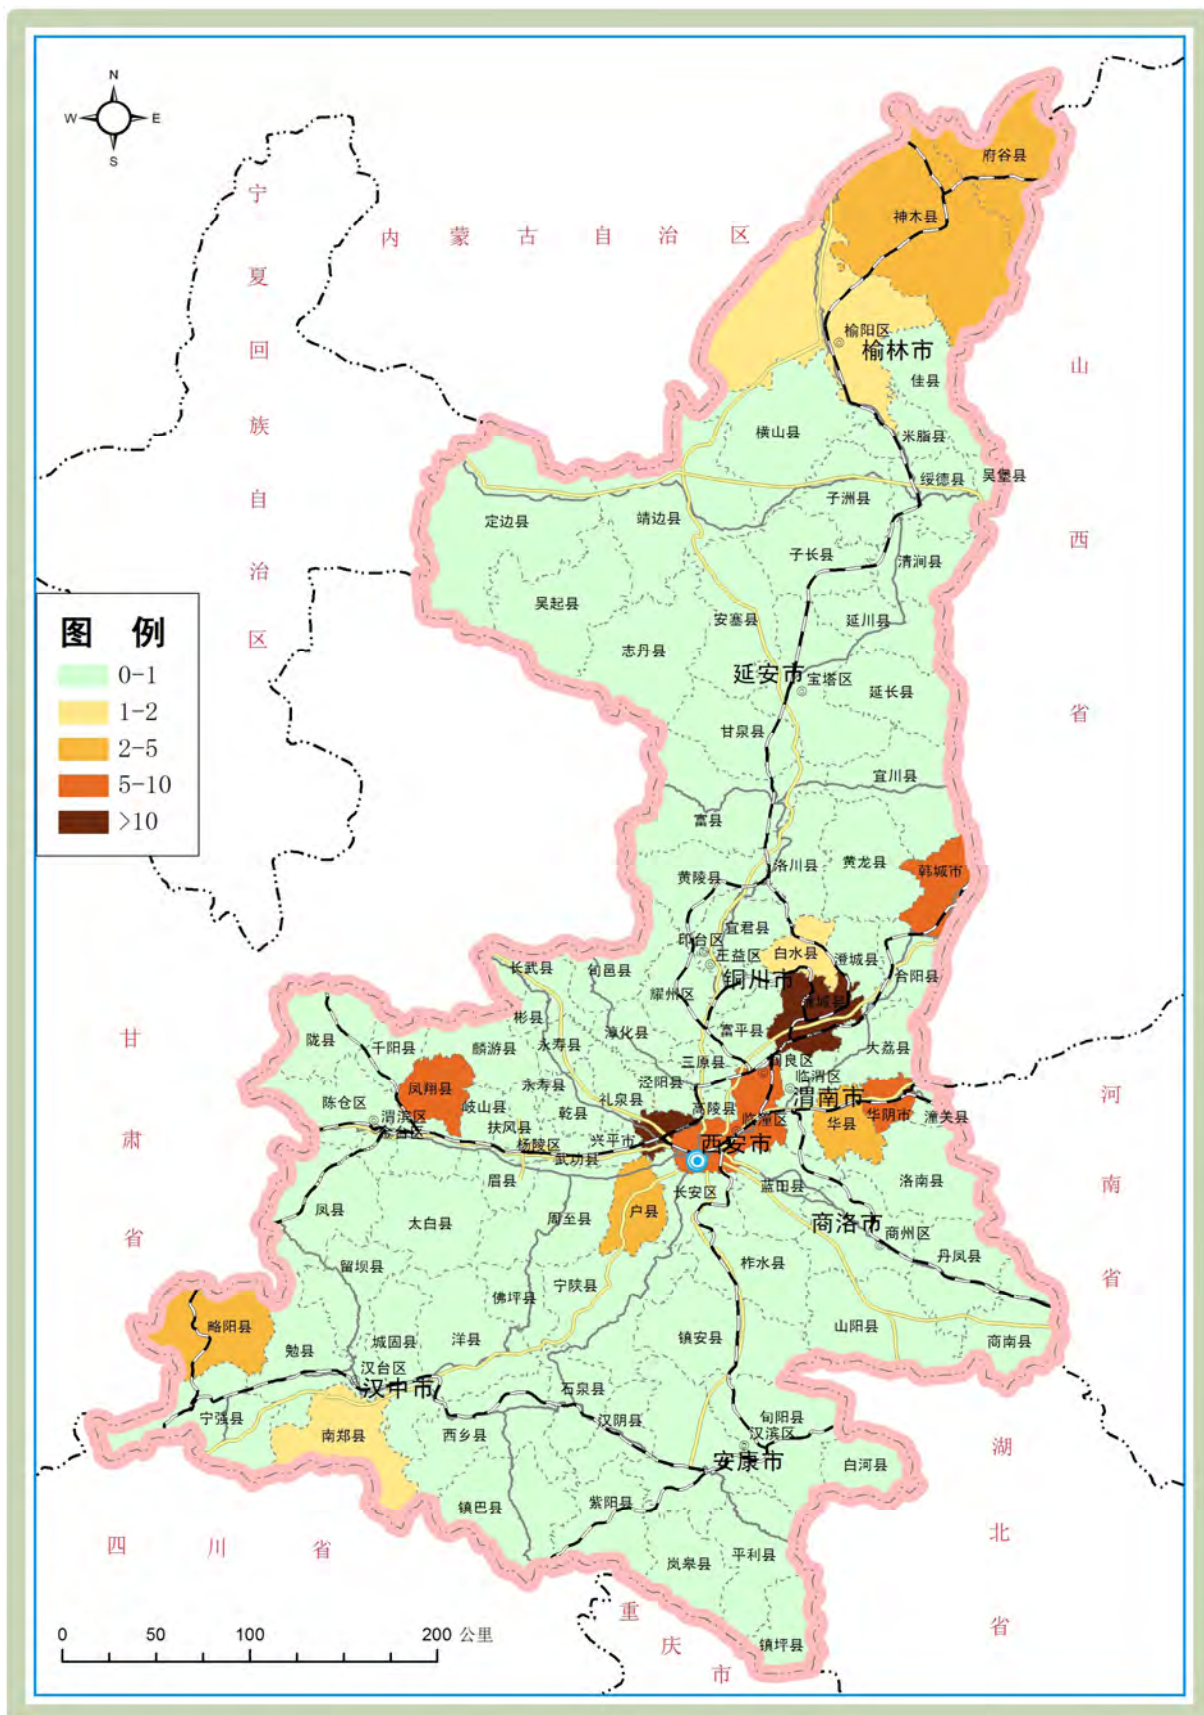 N
W
E
S
宁夏回族自治区
内蒙古自治区
山西省
河南省
湖北省
重庆市
四川省
甘肃省
府谷县
神木县
榆阳区
榆林市
佳县
横山县
米脂县
绥德县
吴堡县
子洲县
定边县
靖边县
子长县
清涧县
吴起县
安塞县
延川县
志丹县
延安市
宝塔区
延长县
甘泉县
宜川县
富县
洛川县
黄龙县
韩城市
黄陵县
宜君县
印台区
王益区
白水县
澄城县
合阳县
铜川市
长武县
旬邑县
耀州区
蒲城县
彬县
淳化县
富平县
大荔县
陇县
千阳县
麟游县
永寿县
三原县
阎良区
临渭区
渭南市
凤翔县
永寿县
泾阳县
礼泉县
陈仓区
渭滨区
金台区
岐山县
扶风县
乾县
高陵县
临潼区
华县
华阴市
潼关县
杨陵区
兴平市
武功县
西安市
眉县
长安区
蓝田县
洛南县
凤县
太白县
周至县
户县
商洛市
商州区
丹凤县
留坝县
宁陕县
柞水县
佛坪县
略阳县
勉县
城固县
洋县
镇安县
山阳县
商南县
汉台区
汉中市
石泉县
宁强县
南郑县
西乡县
汉阴县
旬阳县
汉滨区
安康市
白河县
镇巴县
紫阳县
岚皋县
平利县
镇坪县
图 例
0-1
1-2
2-5
5-10
>10
0 50 100 200 公里